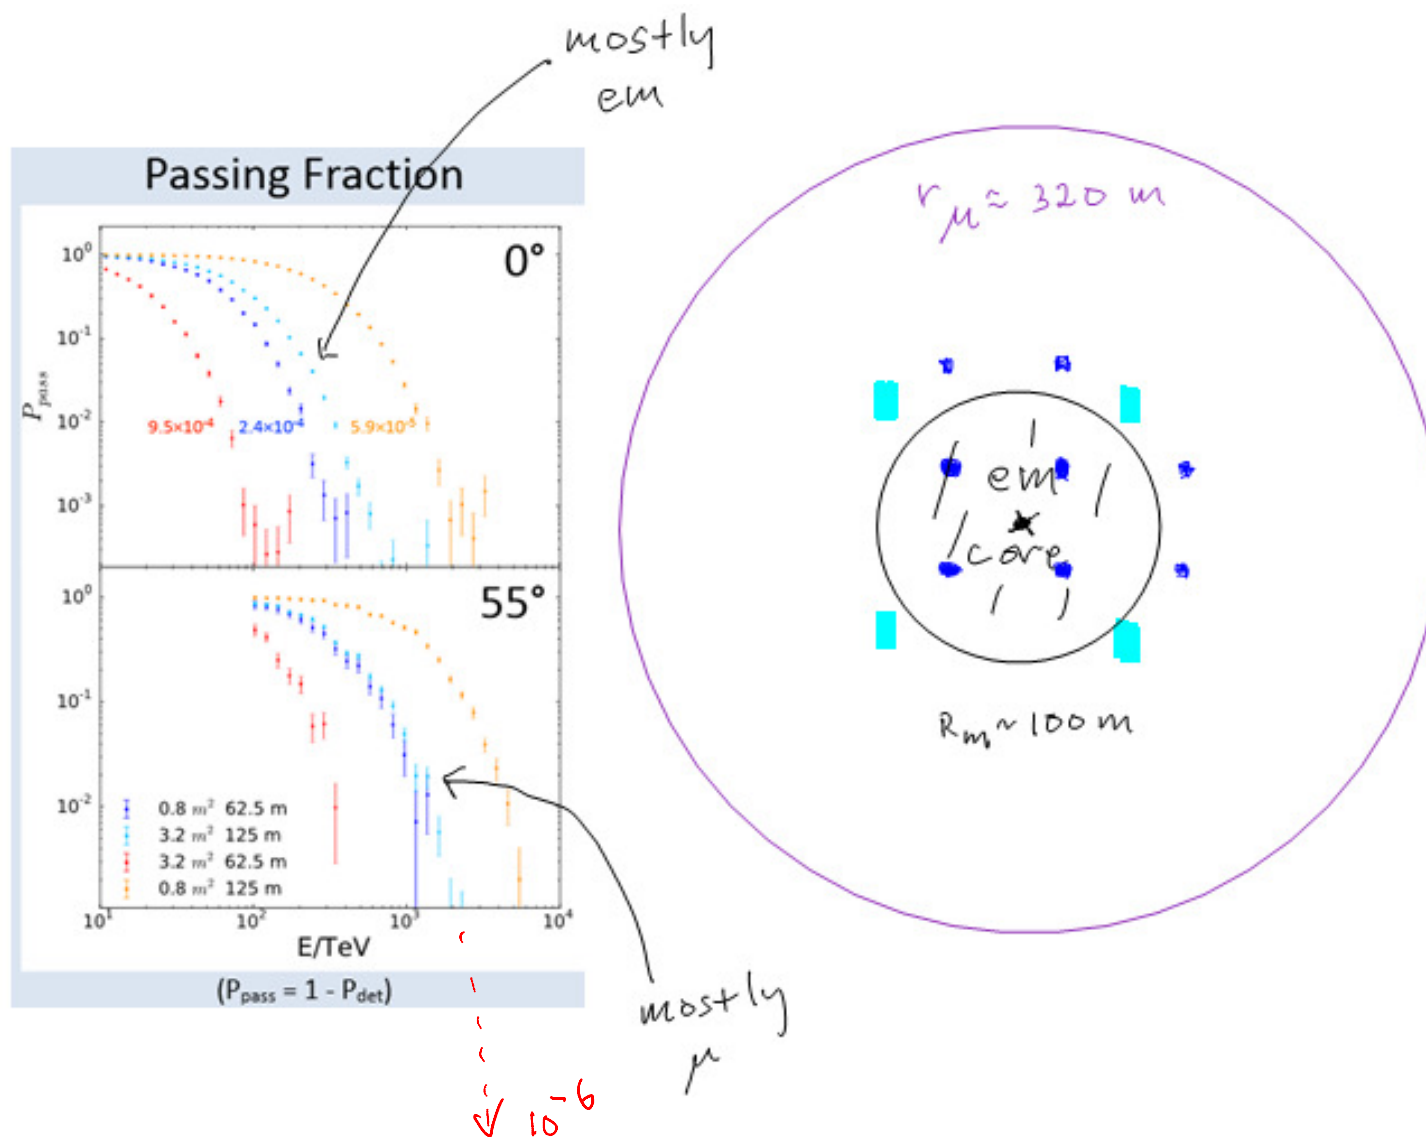 mostly
em
Passing Fraction
0°
10⁰
10⁻¹
10⁻²
10⁻³
P_pass
9.5×10⁻⁴
2.4×10⁻⁴
5.9×10⁻⁵
55°
10⁰
10⁻¹
10⁻²
0.8 m² 62.5 m
3.2 m² 125 m
3.2 m² 62.5 m
0.8 m² 125 m
10¹
10²
10³
10⁴
E/TeV
(P_pass = 1 - P_det)
r_μ ≈ 320 m
em
core
R_m ~ 100 m
mostly
μ
10⁻⁶